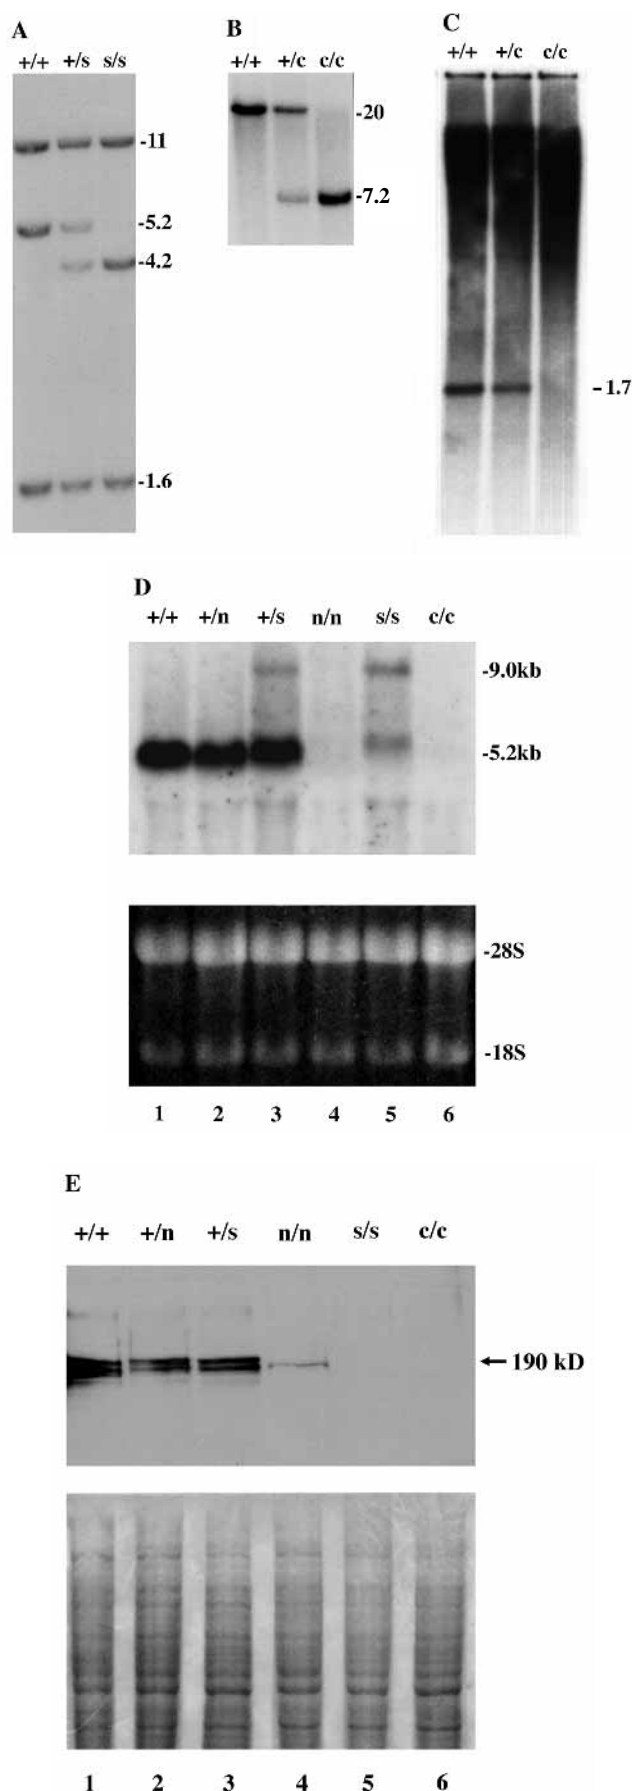 A
+/+ +/s s/s
-11
-5.2
-4.2
-1.6
B
+/+ +/c c/c
-20
-7.2
C
+/+ +/c c/c
-1.7
D
+/+ +/n +/s n/n s/s c/c
-9.0kb
-5.2kb
-28S
-18S
1 2 3 4 5 6
E
+/+ +/n +/s n/n s/s c/c
190 kD
1 2 3 4 5 6